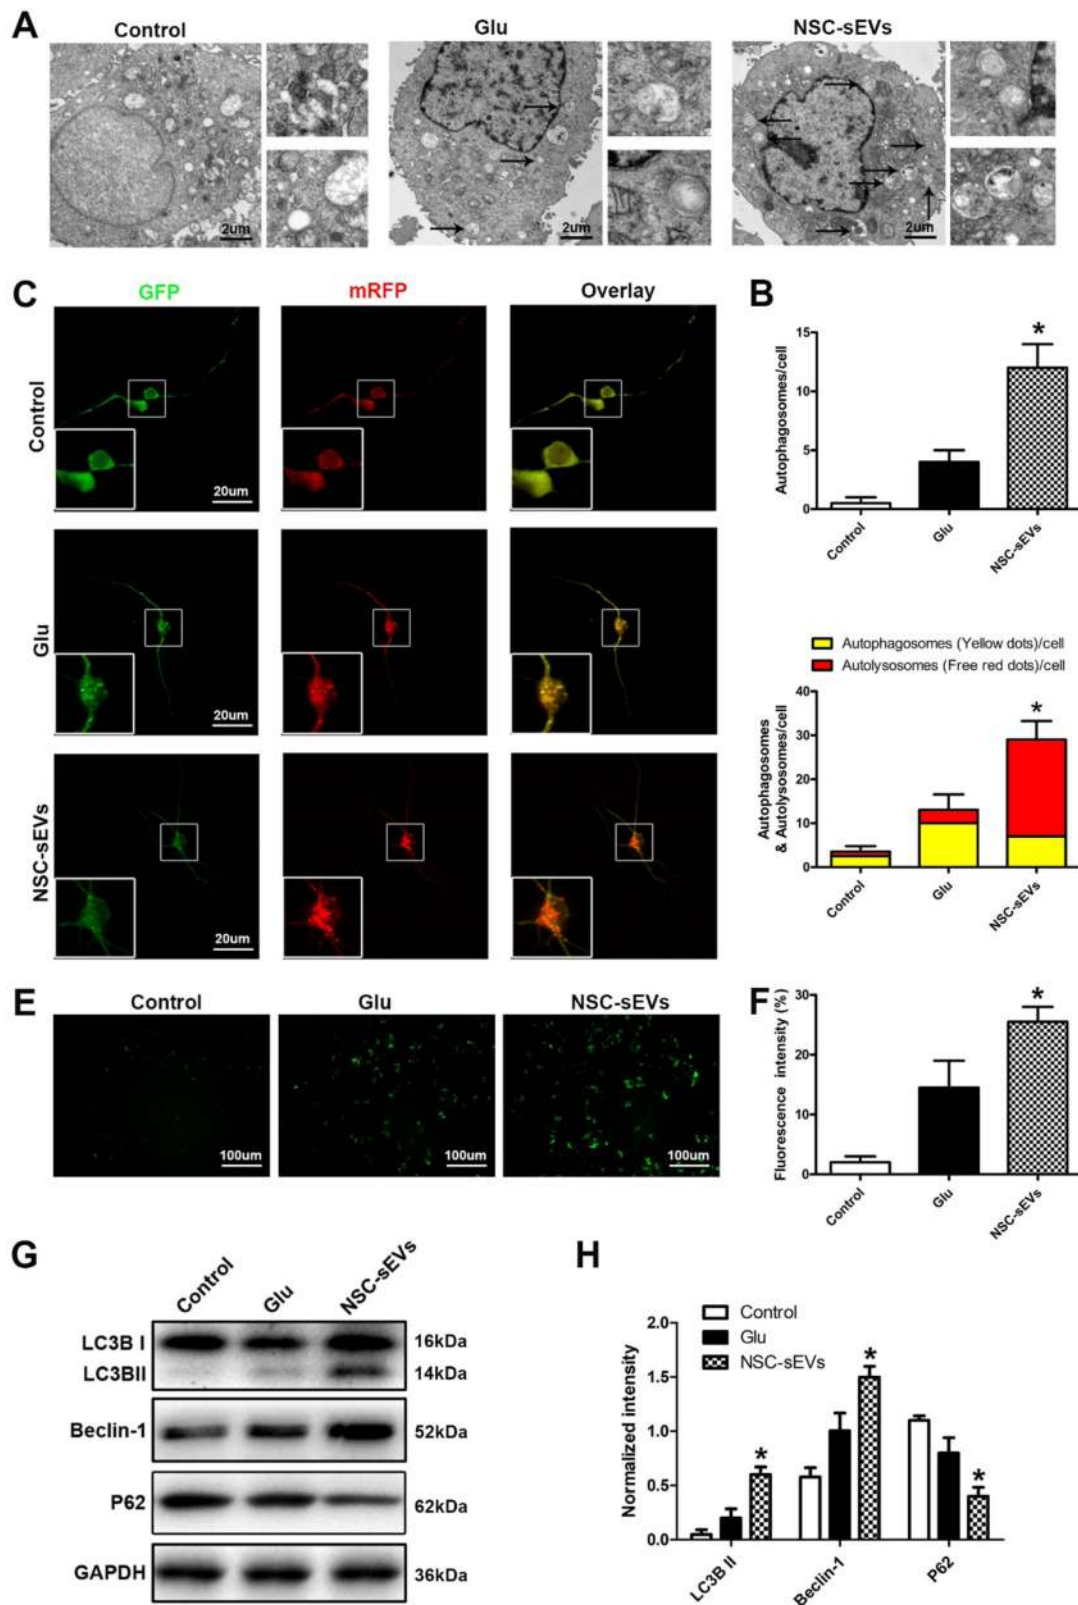 A
Control
Glu
NSC-sEVs
2um
2um
2um
C
GFP
mRFP
Overlay
Control
20um
Glu
20um
NSC-sEVs
20um
B
Autophagosomes/cell
15
*
10
5
0
Control
Glu
NSC-sEVs
Autophagosomes (Yellow dots)/cell
Autolysosomes (Free red dots)/cell
Autophagosomes
& Autolysosomes/cell
40
*
30
20
10
0
Control
Glu
NSC-sEVs
E
Control
Glu
NSC-sEVs
100um
100um
100um
F
Fluorescence intensity (%)
30
*
20
10
0
Control
Glu
NSC-sEVs
G
Control
Glu
NSC-sEVs
LC3B I
16kDa
LC3BII
14kDa
Beclin-1
52kDa
P62
62kDa
GAPDH
36kDa
H
Control
Glu
NSC-sEVs
Normalized intensity
2.0
1.5
1.0
0.5
0.0
*
*
*
LC3B II
Beclin-1
P62